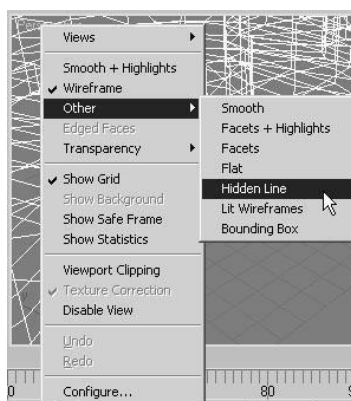 Views
Smooth + Highlights
Wireframe
Other
Edged Faces
Transparency
Show Grid
Show Background
Show Safe Frame
Show Statistics
Viewport Clipping
Texture Correction
Disable View
Undo
Redo
Configure...
Smooth
Facets + Highlights
Facets
Flat
Hidden Line
Lit Wireframes
Bounding Box
0
80